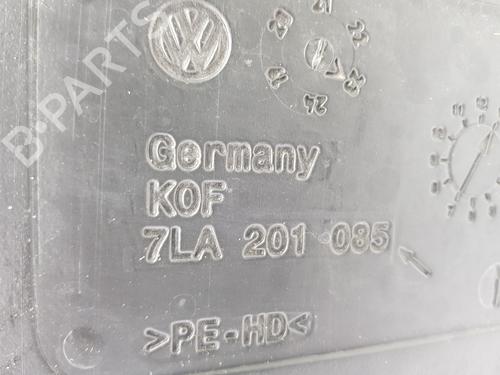 B-PARTS
Germany
KOF
7LA 201 085
>PE-HD<